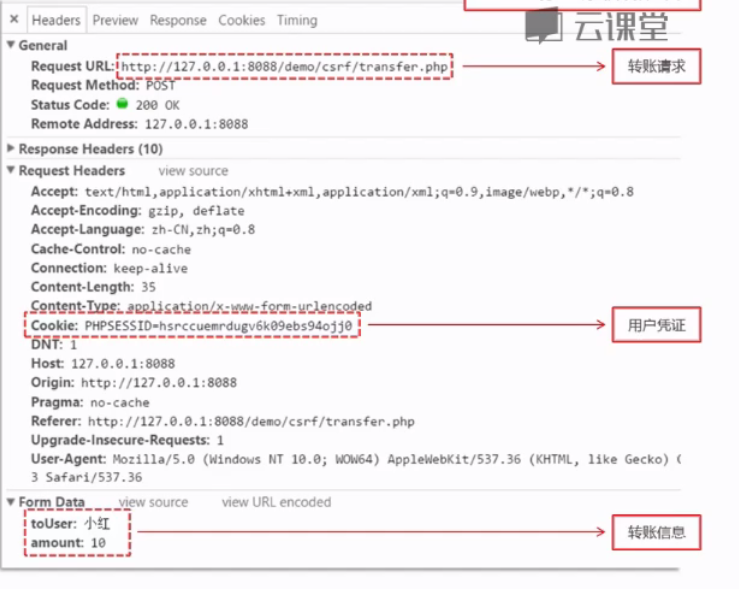 云课堂
× Headers Preview Response Cookies Timing
▼ General
Request URL: http://127.0.0.1:8088/demo/csrf/transfer.php
转账请求
Request Method: POST
Status Code: 200 OK
Remote Address: 127.0.0.1:8088
▶ Response Headers (10)
▼ Request Headers view source
Accept: text/html,application/xhtml+xml,application/xml;q=0.9,image/webp,*/*;q=0.8
Accept-Encoding: gzip, deflate
Accept-Language: zh-CN,zh;q=0.8
Cache-Control: no-cache
Connection: keep-alive
Content-Length: 35
Content-Type: application/x-www-form-urlencoded
Cookie: PHPSESSID=hsrccuemrdugv6k09ebs94ojj0
用户凭证
DNT: 1
Host: 127.0.0.1:8088
Origin: http://127.0.0.1:8088
Pragma: no-cache
Referer: http://127.0.0.1:8088/demo/csrf/transfer.php
Upgrade-Insecure-Requests: 1
User-Agent: Mozilla/5.0 (Windows NT 10.0; WOW64) AppleWebKit/537.36 (KHTML, like Gecko)
3 Safari/537.36
▼ Form Data view source view URL encoded
toUser: 小红
amount: 10
转账信息